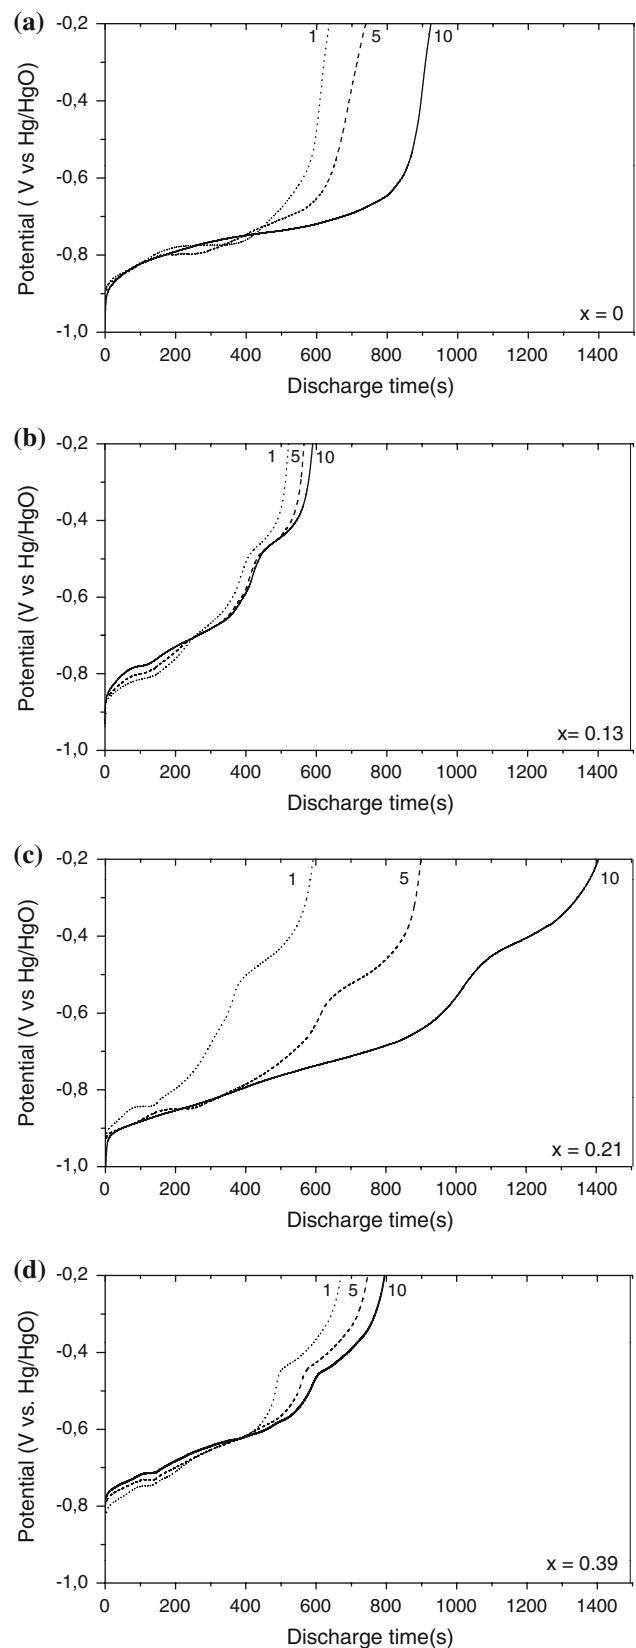 (a)
-0,2
-0,4
-0,6
-0,8
-1,0
Potential ( V vs Hg/HgO)
1 5 10
x = 0
0 200 400 600 800 1000 1200 1400
Discharge time(s)
(b)
-0,2
-0,4
-0,6
-0,8
-1,0
Potential (V vs Hg/HgO)
1 5 10
x= 0.13
0 200 400 600 800 1000 1200 1400
Discharge time(s)
(c)
-0,2
-0,4
-0,6
-0,8
-1,0
Potential (V vs Hg/HgO)
1 5 10
x = 0.21
0 200 400 600 800 1000 1200 1400
Discharge time(s)
(d)
-0,2
-0,4
-0,6
-0,8
-1,0
Potential (V vs. Hg/HgO)
1 5 10
x = 0.39
0 200 400 600 800 1000 1200 1400
Discharge time(s)